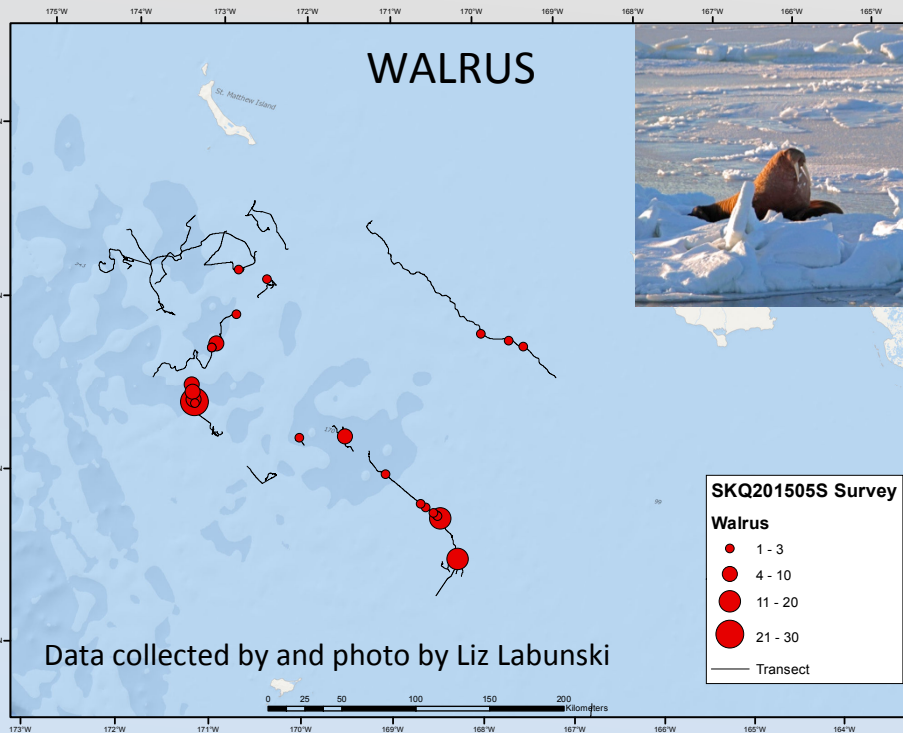 175°W 174°W 173°W 172°W 171°W 170°W 169°W 168°W 167°W 166°W 165°W
WALRUS
St. Matthew Island
SKQ201505S Survey
Walrus
1 - 3
4 - 10
11 - 20
21 - 30
Transect
Data collected by and photo by Liz Labunski
0 25 50 100 150 200
Kilometers
173°W 172°W 171°W 170°W 169°W 168°W 167°W 166°W 165°W 164°W